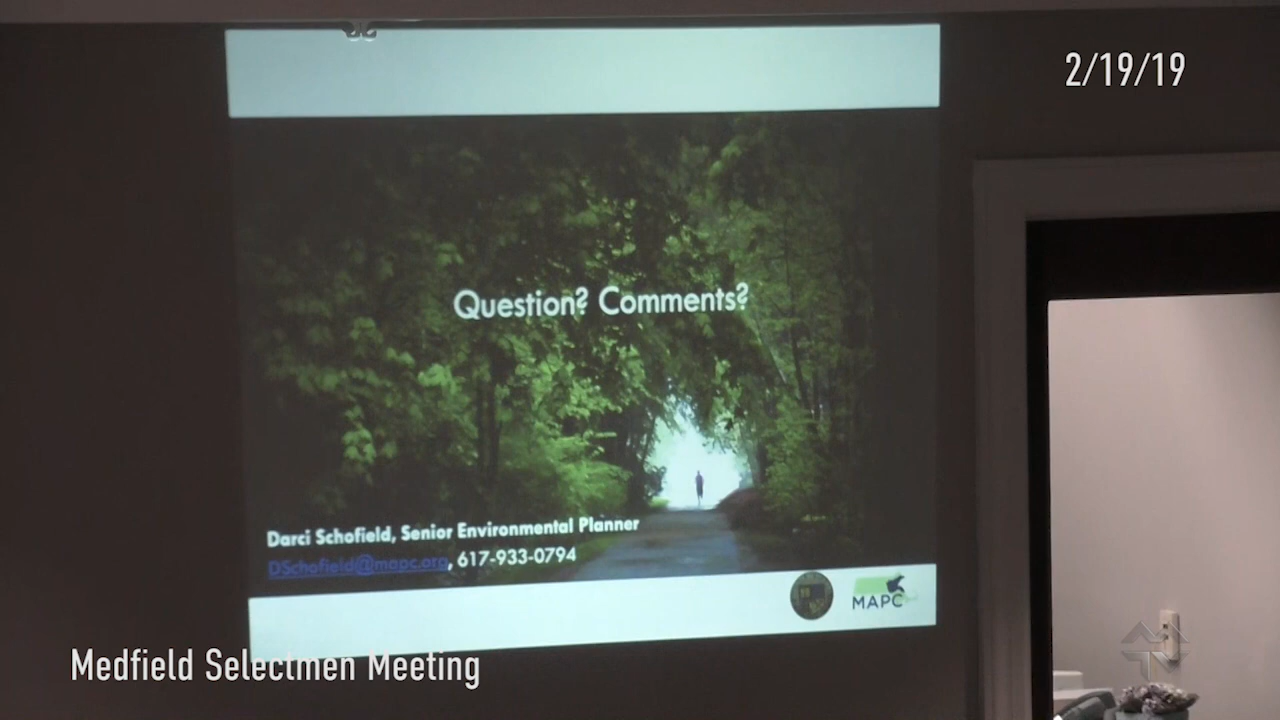 2/19/19
Question? Comments?
Darci Schofield, Senior Environmental Planner
DSchofield@mapc.org, 617-933-0794
MAPC
Medfield Selectmen Meeting